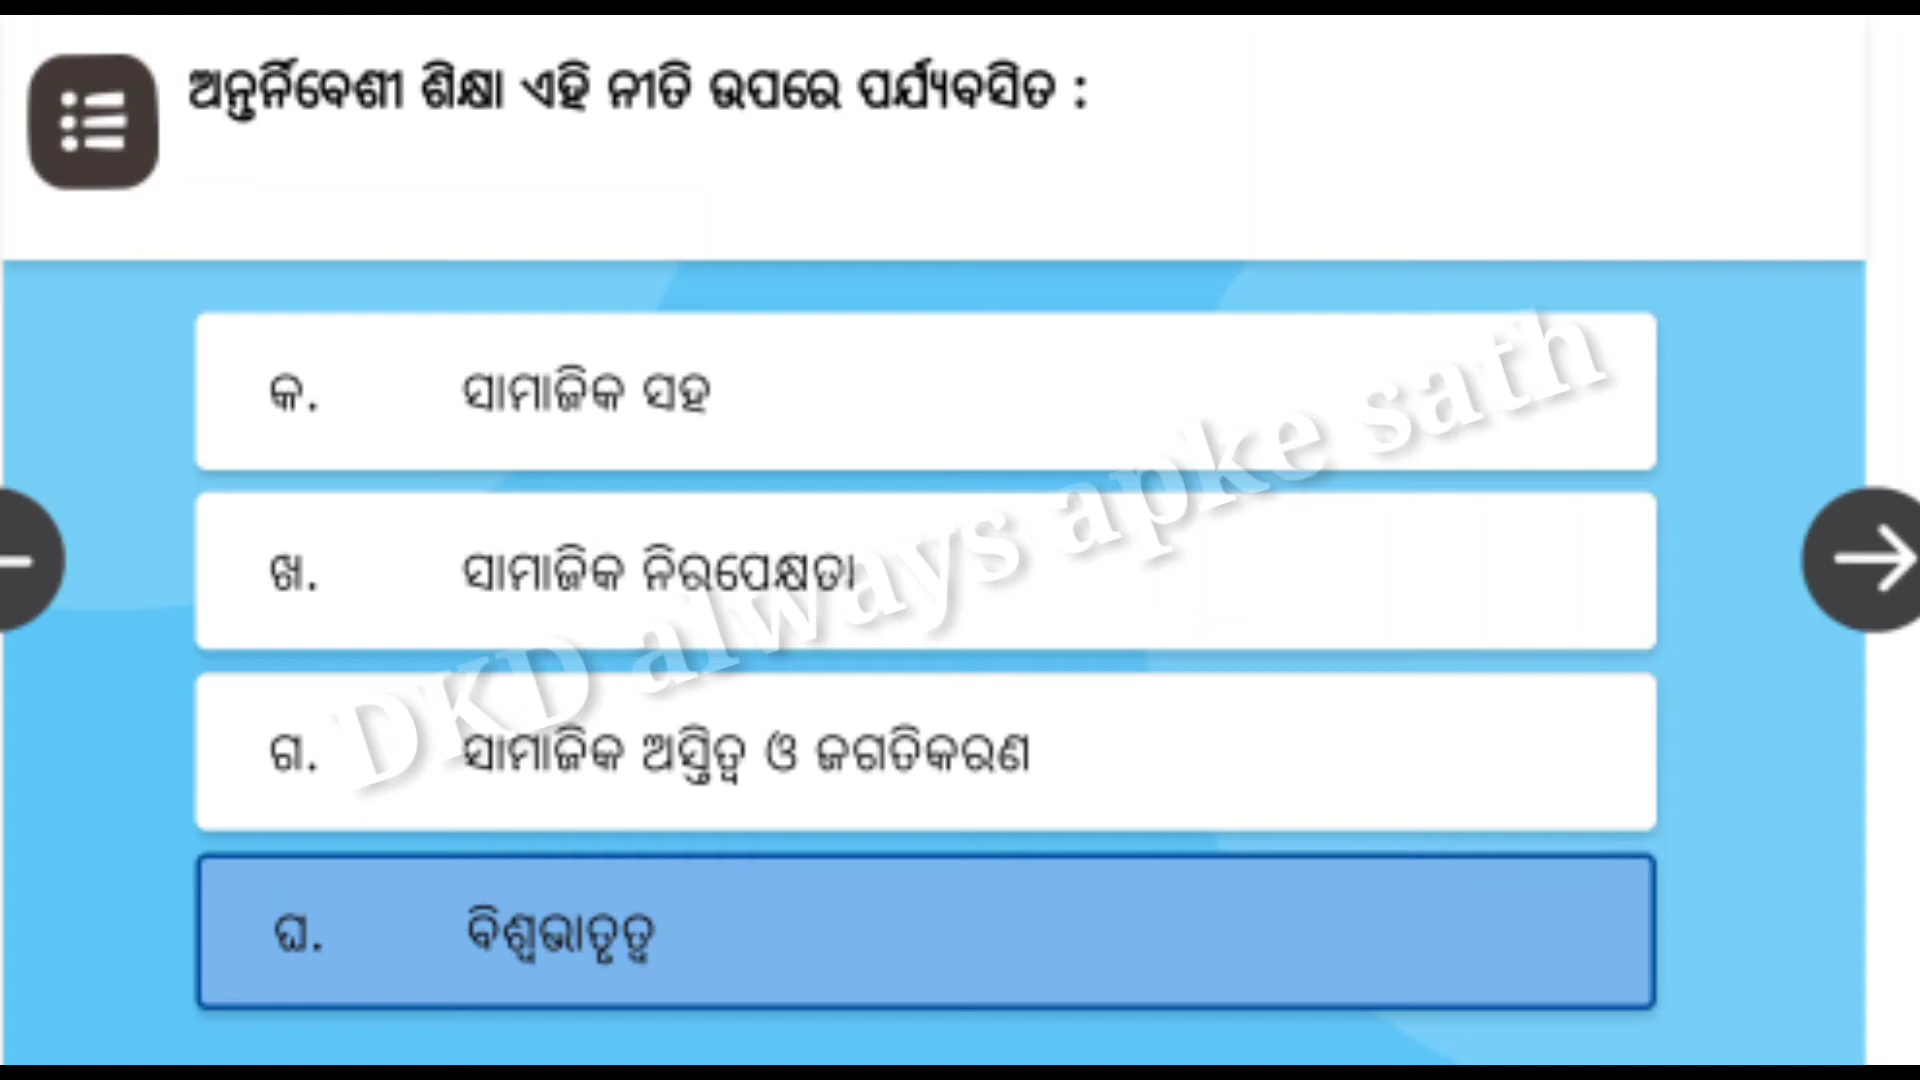 ଅନ୍ତର୍ନିବେଶୀ ଶିକ୍ଷା ଏହି ନୀତି ଉପରେ ପର୍ଯ୍ୟବସିତ :
କ. ସାମାଜିକ ସହ
ଖ. ସାମାଜିକ ନିରପେକ୍ଷତା
ଗ. ସାମାଜିକ ଅସ୍ତିତ୍ୱ ଓ ଜଗତିକରଣ
ଘ. ବିଶ୍ୱଭାତୃତ୍ୱ
DKD always apke sath